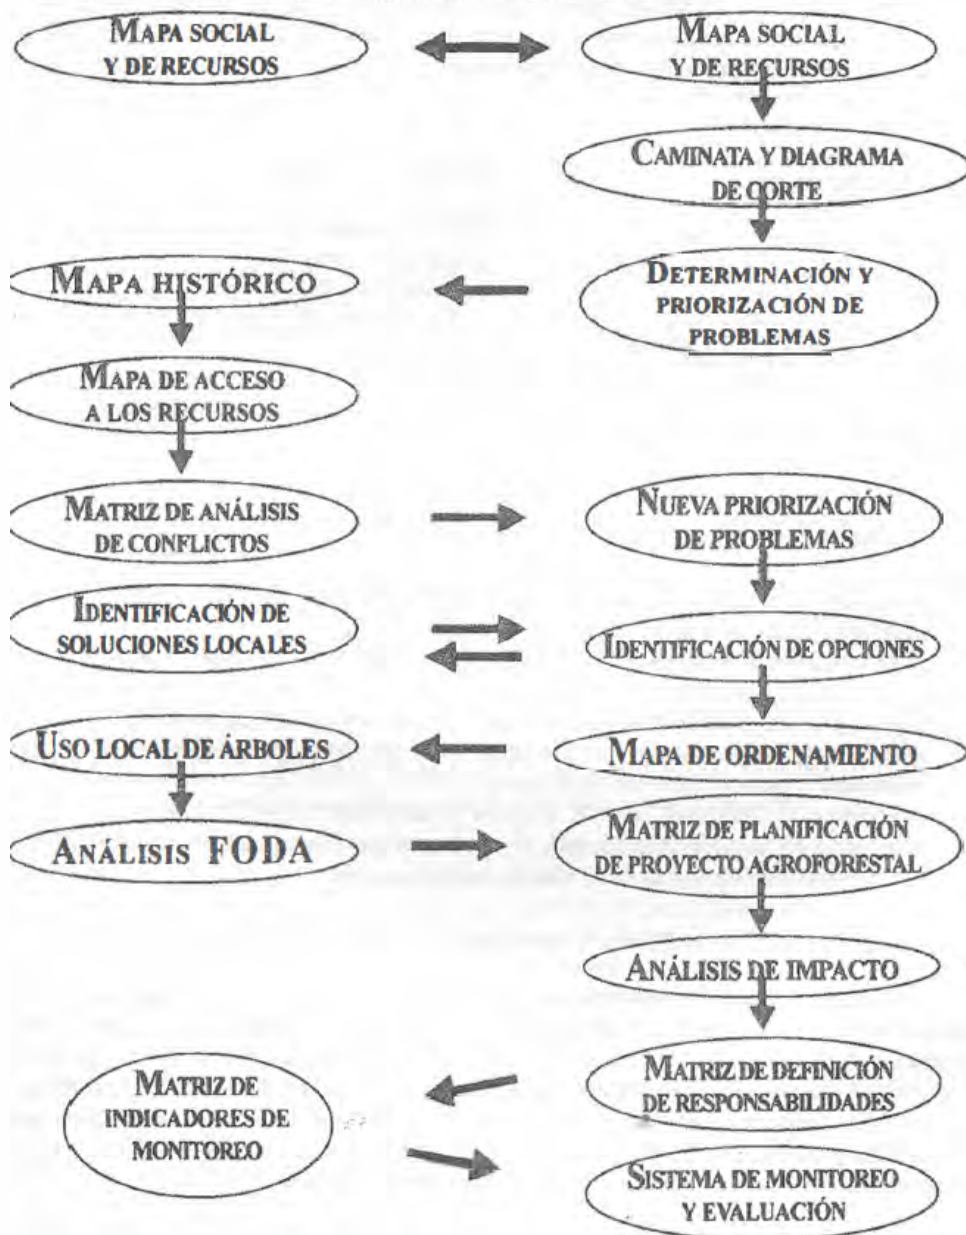 MAPA SOCIAL
Y DE RECURSOS
MAPA SOCIAL
Y DE RECURSOS
CAMINATA Y DIAGRAMA
DE CORTE
MAPA HISTÓRICO
DETERMINACIÓN Y
PRIORIZACIÓN DE
PROBLEMAS
MAPA DE ACCESO
A LOS RECURSOS
MATRIZ DE ANÁLISIS
DE CONFLICTOS
NUEVA PRIORIZACIÓN
DE PROBLEMAS
IDENTIFICACIÓN DE
SOLUCIONES LOCALES
IDENTIFICACIÓN DE OPCIONES
USO LOCAL DE ÁRBOLES
MAPA DE ORDENAMIENTO
ANÁLISIS FODA
MATRIZ DE PLANIFICACIÓN
DE PROYECTO AGROFORESTAL
ANÁLISIS DE IMPACTO
MATRIZ DE
INDICADORES DE
MONITOREO
MATRIZ DE DEFINICIÓN
DE RESPONSABILIDADES
SISTEMA DE MONITOREO
Y EVALUACIÓN